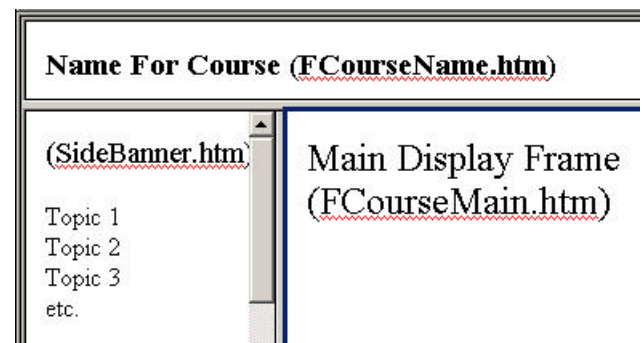 Name For Course (FCourseName.htm)
(SideBanner.htm)
Topic 1
Topic 2
Topic 3
etc.
Main Display Frame
(FCourseMain.htm)